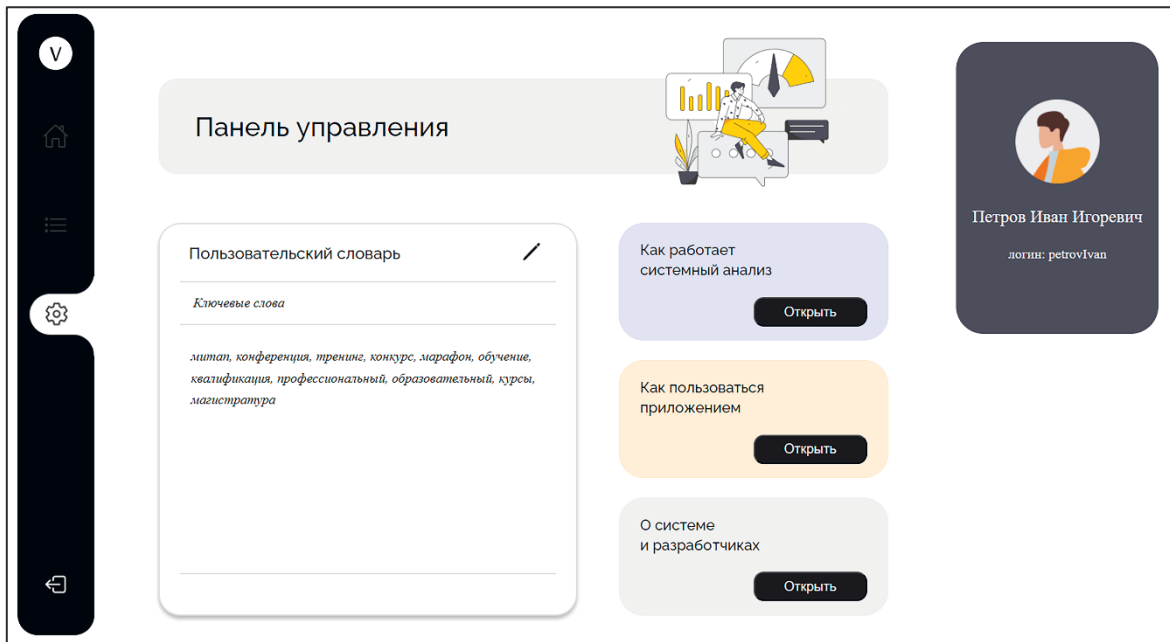 V
Панель управления
Пользовательский словарь
Ключевые слова
митап, конференция, тренинг, конкурс, марафон, обучение,
квалификация, профессиональный, образовательный, курсы,
магистратура
Как работает
системный анализ
Открыть
Как пользоваться
приложением
Открыть
О системе
и разработчиках
Открыть
Петров Иван Игоревич
логин: petrovIvan